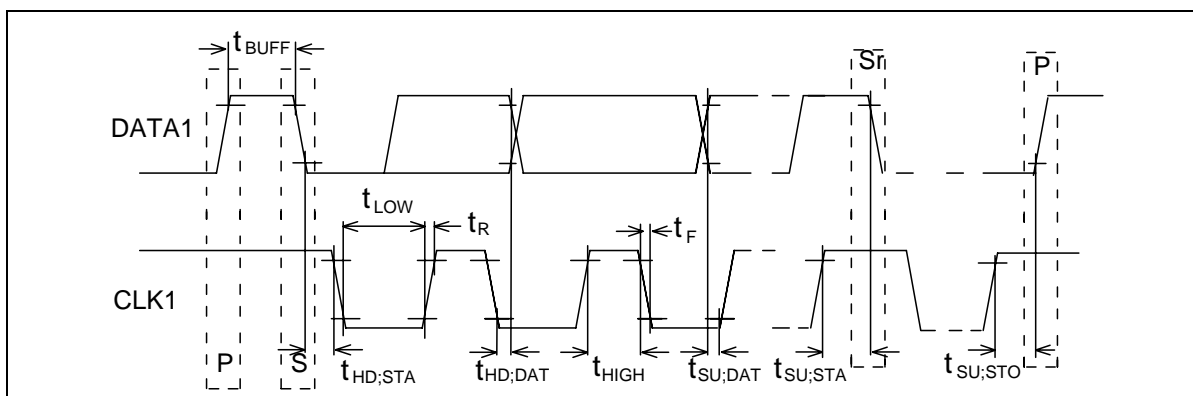 tBUFF
Sr
P
DATA1
tLOW
tR
tF
CLK1
P
S
tHD;STA
tHD;DAT
tHIGH
tSU;DAT
tSU;STA
tSU;STO